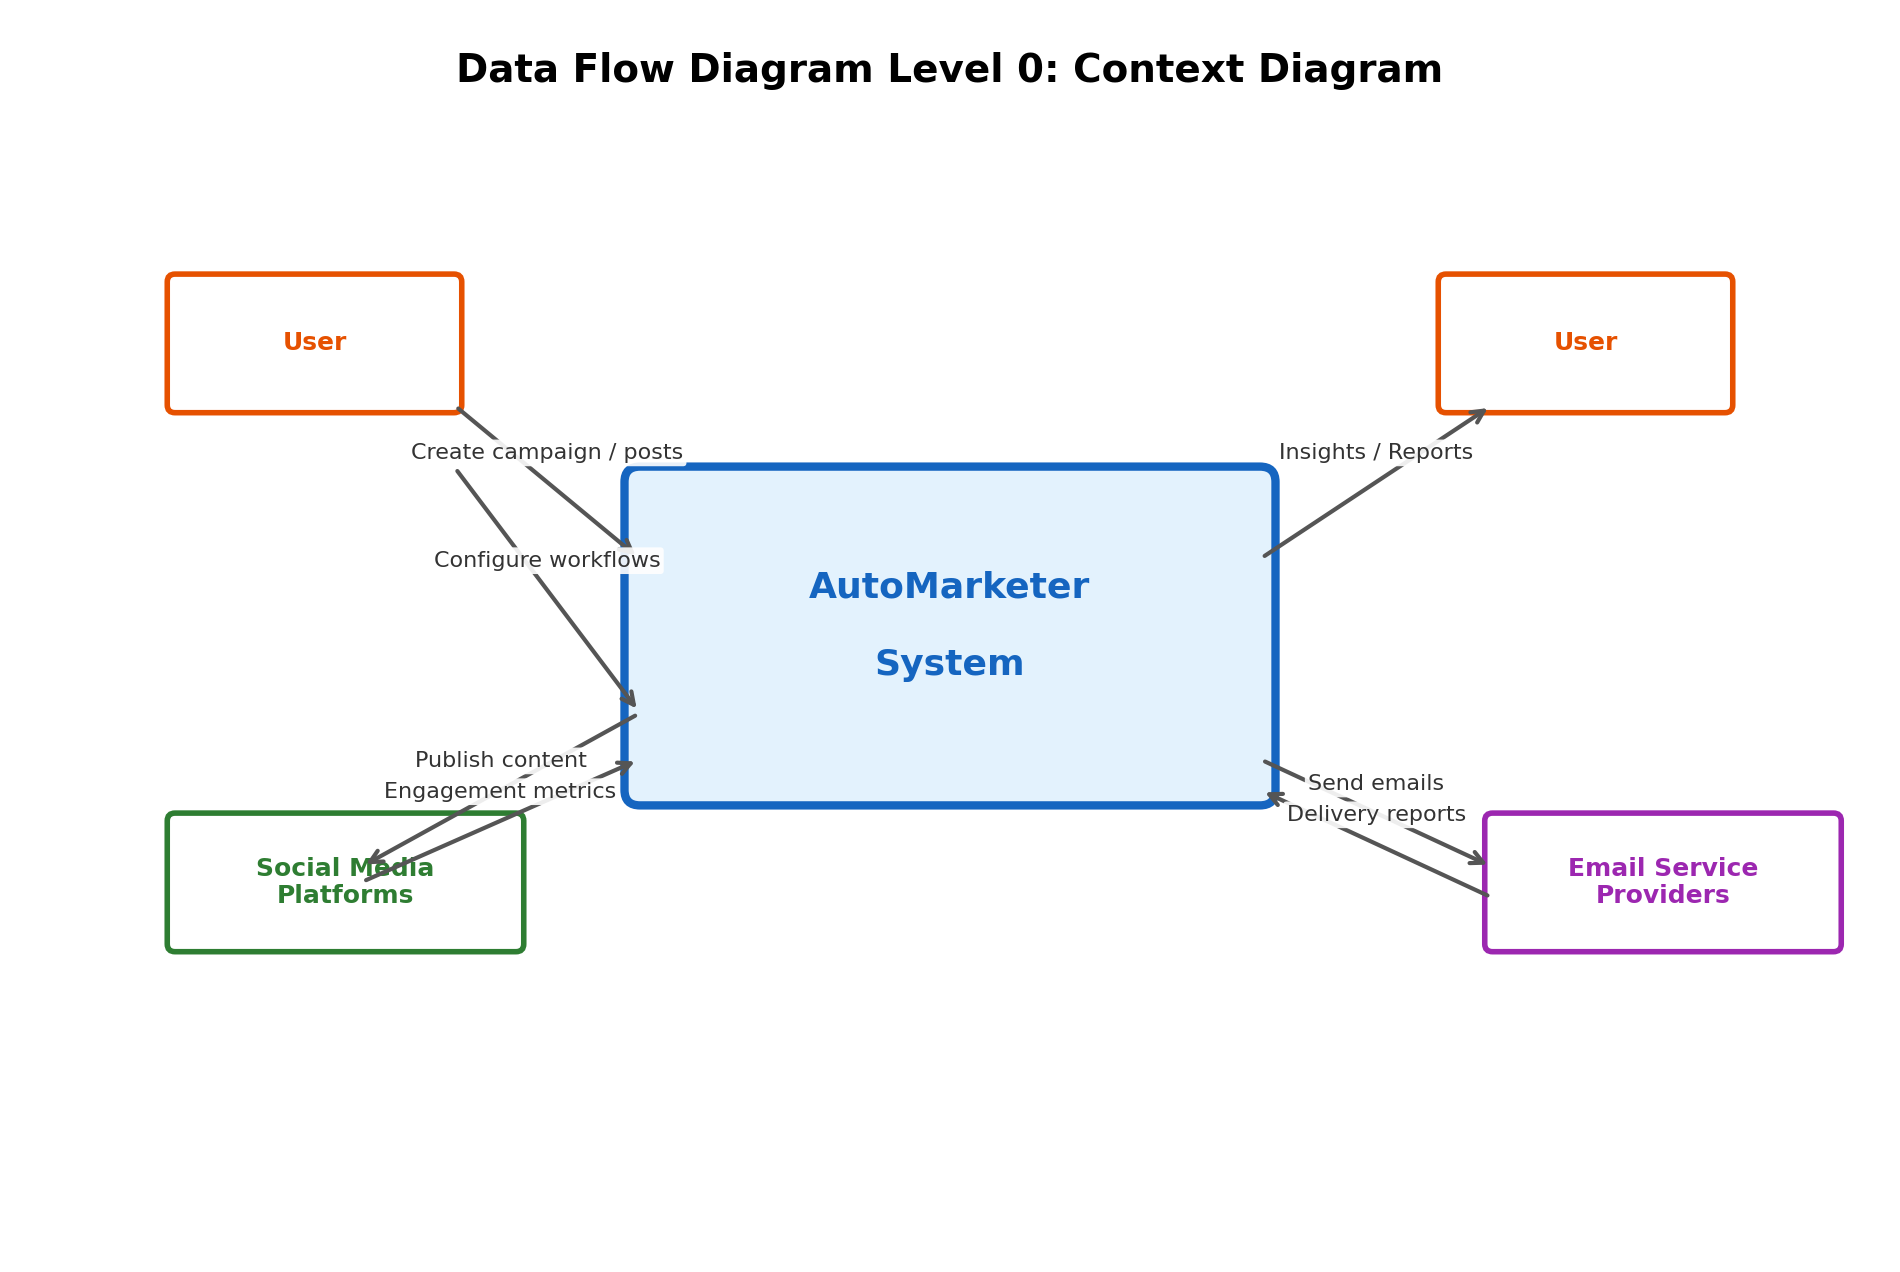 Data Flow Diagram Level 0: Context Diagram
User
User
Create campaign / posts
Insights / Reports
Configure workflows
AutoMarketer
System
Publish content
Engagement metrics
Send emails
Delivery reports
Social Media
Platforms
Email Service
Providers